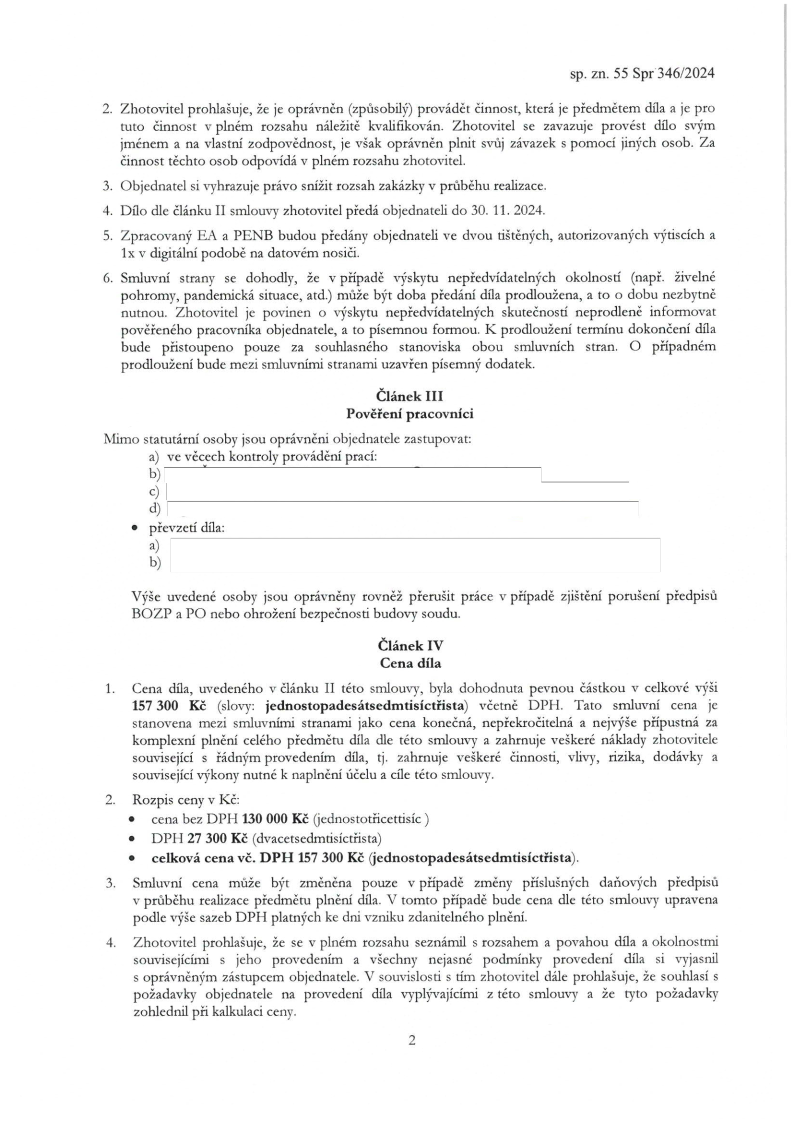 sp. zn. 55 Spr 346/2024
2. Zhotovitel prohlašuje, že je oprávněn (způsobilý) provádět činnost, která je předmětem díla a je pro
tuto činnost v plném rozsahu náležitě kvalifikován. Zhotovitel se zavazuje provést dílo svým
jménem a na vlastní zodpovědnost, je však oprávněn plnit svůj závazek s pomocí jiných osob. Za
činnost těchto osob odpovídá v plném rozsahu zhotovitel.
3. Objednatel si vyhrazuje právo snížit rozsah zakázky v průběhu realizace.
4. Dílo dle článku II smlouvy zhotovitel předá objednateli do 30. 11. 2024.
5. Zpracovaný EA a PENB budou předány objednateli ve dvou tištěných, autorizovaných výtiscích a
1x v digitální podobě na datovém nosiči.
6. Smluvní strany se dohodly, že v případě výskytu nepředvídatelných okolností (např. živelné
pohromy, pandemická situace, atd.) může být doba předání díla prodloužena, a to o dobu nezbytně
nutnou. Zhotovitel je povinen o výskytu nepředvídatelných skutečností neprodleně informovat
pověřeného pracovníka objednatele, a to písemnou formou. K prodloužení termínu dokončení díla
bude přistoupeno pouze za souhlasného stanoviska obou smluvních stran. O případném
prodloužení bude mezi smluvními stranami uzavřen písemný dodatek.
Článek III
Pověření pracovníci
Mimo statutární osoby jsou oprávněni objednatele zastupovat:
a) ve věcech kontroly provádění prací:
b)
c)
d)
• převzetí díla:
a)
b)
Výše uvedené osoby jsou oprávněny rovněž přerušit práce v případě zjištění porušení předpisů
BOZP a PO nebo ohrožení bezpečnosti budovy soudu.
Článek IV
Cena díla
1. Cena díla, uvedeného v článku II této smlouvy, byla dohodnuta pevnou částkou v celkové výši
157 300 Kč (slovy: jednostopadesátsedmtisíctřista) včetně DPH. Tato smluvní cena je
stanovena mezi smluvními stranami jako cena konečná, nepřekročitelná a nejvýše přípustná za
komplexní plnění celého předmětu díla dle této smlouvy a zahrnuje veškeré náklady zhotovitele
související s řádným provedením díla, tj. zahrnuje veškeré činnosti, vlivy, rizika, dodávky a
související výkony nutné k naplnění účelu a cíle této smlouvy.
2. Rozpis ceny v Kč:
• cena bez DPH 130 000 Kč (jednostotřicettisíc )
• DPH 27 300 Kč (dvacetsedmtisíctřista)
• celková cena vč. DPH 157 300 Kč (jednostopadesátsedmtisíctřista).
3. Smluvní cena může být změněna pouze v případě změny příslušných daňových předpisů
v průběhu realizace předmětu plnění díla. V tomto případě bude cena dle této smlouvy upravena
podle výše sazeb DPH platných ke dni vzniku zdanitelného plnění.
4. Zhotovitel prohlašuje, že se v plném rozsahu seznámil s rozsahem a povahou díla a okolnostmi
souvisejícími s jeho provedením a všechny nejasné podmínky provedení díla si vyjasnil
s oprávněným zástupcem objednatele. V souvislosti s tím zhotovitel dále prohlašuje, že souhlasí s
požadavky objednatele na provedení díla vyplývajícími z této smlouvy a že tyto požadavky
zohlednil při kalkulaci ceny.
2